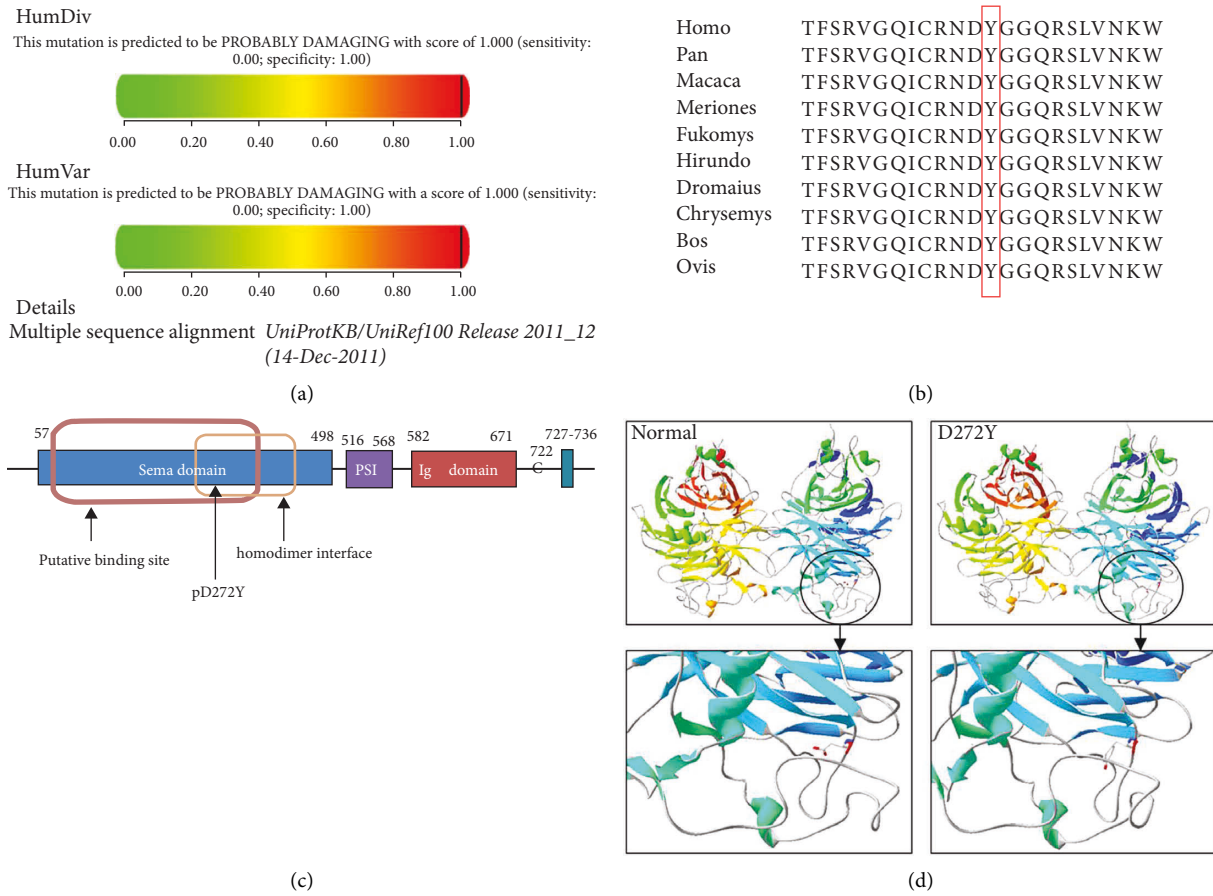 HumDiv
This mutation is predicted to be PROBABLY DAMAGING with score of 1.000 (sensitivity:
0.00; specificity: 1.00)
0.00 0.20 0.40 0.60 0.80 1.00
HumVar
This mutation is predicted to be PROBABLY DAMAGING with a score of 1.000 (sensitivity:
0.00; specificity: 1.00)
0.00 0.20 0.40 0.60 0.80 1.00
Details
Multiple sequence alignment UniProtKB/UniRef100 Release 2011_12
(14-Dec-2011)
(a)
Homo TFSRVGQICRNDYGGQRSLVNKW
Pan TFSRVGQICRNDYGGQRSLVNKW
Macaca TFSRVGQICRNDYGGQRSLVNKW
Meriones TFSRVGQICRNDYGGQRSLVNKW
Fukomys TFSRVGQICRNDYGGQRSLVNKW
Hirundo TFSRVGQICRNDYGGQRSLVNKW
Dromaius TFSRVGQICRNDYGGQRSLVNKW
Chrysemys TFSRVGQICRNDYGGQRSLVNKW
Bos TFSRVGQICRNDYGGQRSLVNKW
Ovis TFSRVGQICRNDYGGQRSLVNKW
(b)
57 498 516 568 582 671 722 727-736
Sema domain PSI Ig domain C
Putative binding site
homodimer interface
pD272Y
(c)
Normal
D272Y
(d)